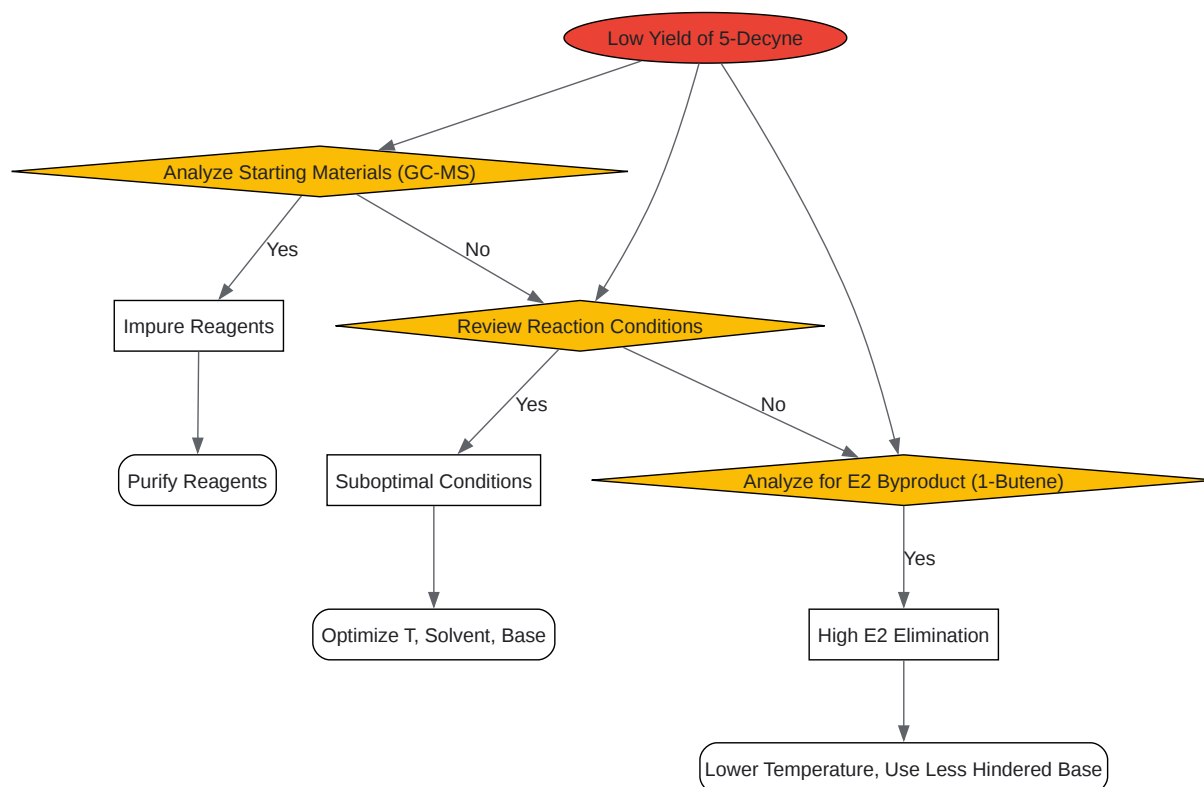 Low Yield of 5-Decyne
Analyze Starting Materials (GC-MS)
Yes
No
Impure Reagents
Review Reaction Conditions
Yes
No
Purify Reagents
Suboptimal Conditions
Analyze for E2 Byproduct (1-Butene)
Yes
Optimize T, Solvent, Base
High E2 Elimination
Lower Temperature, Use Less Hindered Base